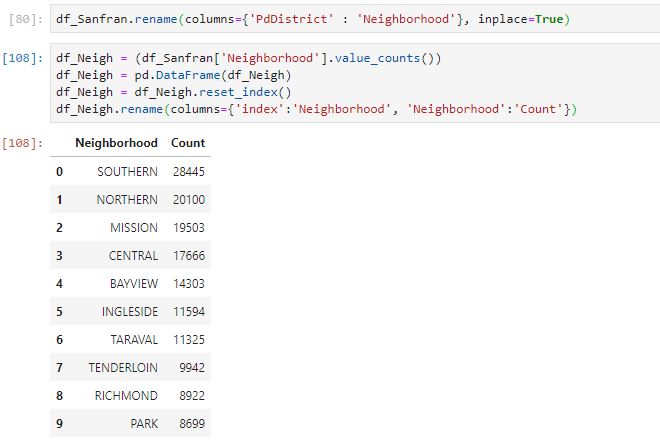 [80]: df_Sanfran.rename(columns={'PdDistrict' : 'Neighborhood'}, inplace=True)
[108]: df_Neigh = (df_Sanfran['Neighborhood'].value_counts())
df_Neigh = pd.DataFrame(df_Neigh)
df_Neigh = df_Neigh.reset_index()
df_Neigh.rename(columns={'index':'Neighborhood', 'Neighborhood':'Count'})
[108]: Neighborhood Count
0 SOUTHERN 28445
1 NORTHERN 20100
2 MISSION 19503
3 CENTRAL 17666
4 BAYVIEW 14303
5 INGLESIDE 11594
6 TARAVAL 11325
7 TENDERLOIN 9942
8 RICHMOND 8922
9 PARK 8699